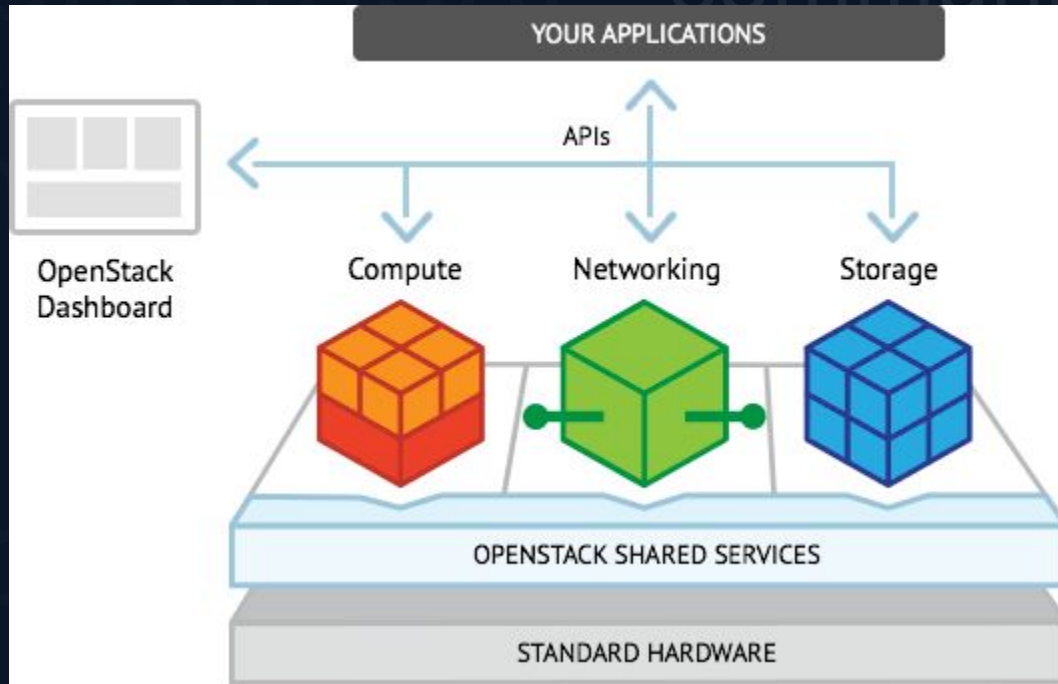 YOUR APPLICATIONS
APIs
OpenStack
Dashboard
Compute
Networking
Storage
OPENSTACK SHARED SERVICES
STANDARD HARDWARE